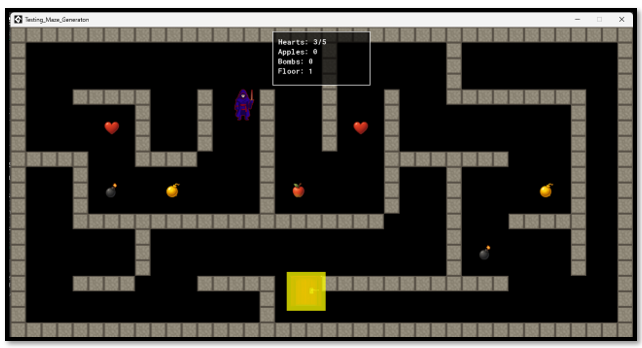 Testing_Maze_Generaton
Hearts: 3/5
Apples: 0
Bombs: 0
Floor: 1